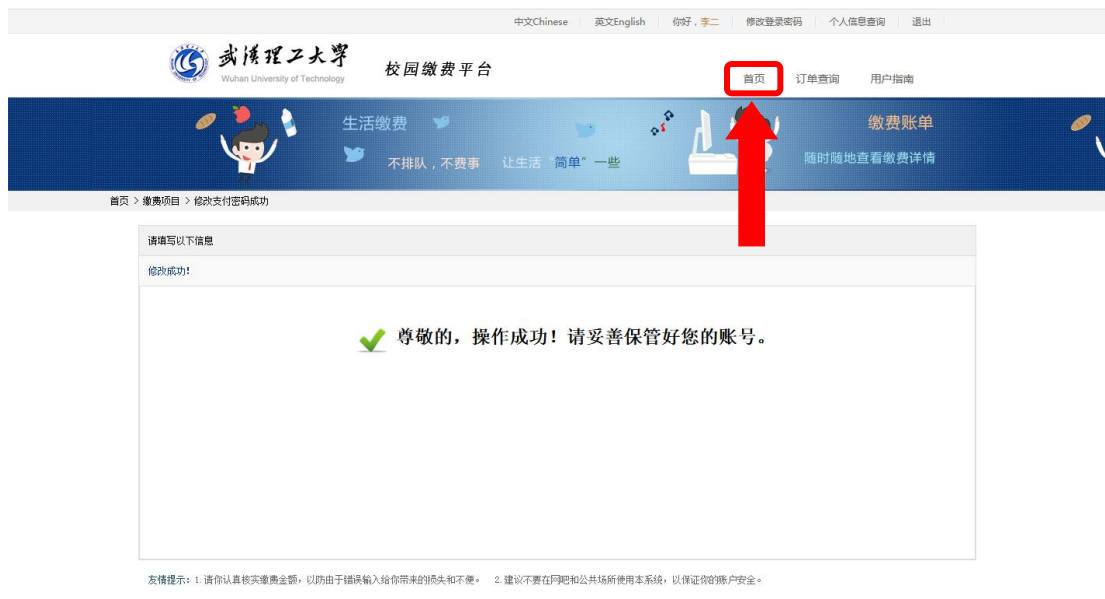 中文Chinese 英文English 你好，李二 修改登录密码 个人信息查询 退出
武汉理工大学
Wuhan University of Technology
校园缴费平台
首页 订单查询 用户指南
生活缴费
不排队，不费事 让生活“简单”一些
缴费账单
随时随地查看缴费详情
首页 > 缴费项目 > 修改支付密码成功
请填写以下信息
修改成功！
尊敬的，操作成功！请妥善保管好您的账号。
友情提示：1.请你认真核实缴费金额，以防由于错误输入给你带来的损失和不便。 2.建议不要在网吧和公共场所使用本系统，以保证你的账户安全。